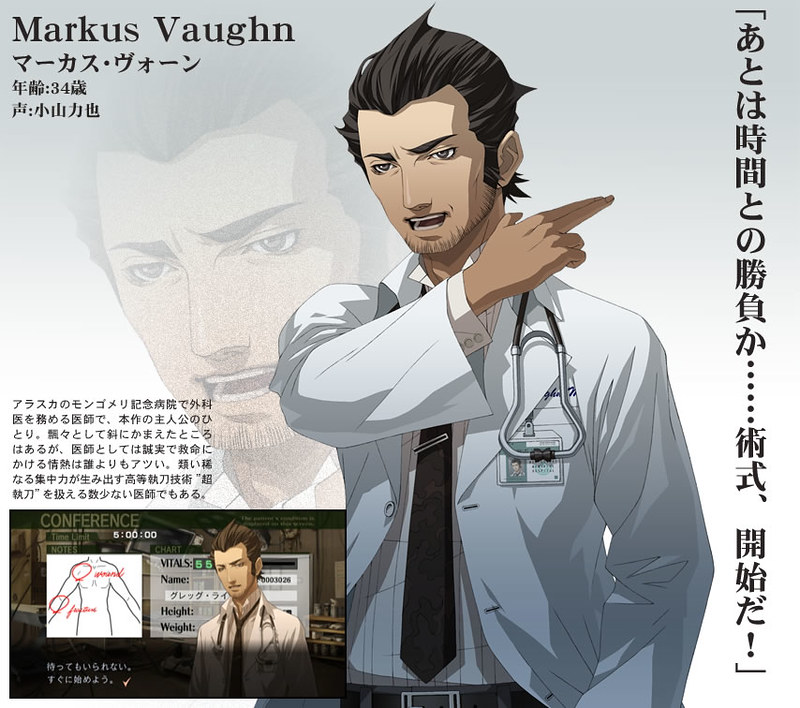 Markus Vaughn
マーカス・ヴォーン
年齢:34歳
声:小山力也
「あとは時間との勝負か……術式、開始だ!」
アラスカのモンゴメリ記念病院で外科
医を務める医師で、本作の主人公のひ
とり。飄々として斜にかまえたところ
はあるが、医師としては誠実で救命に
かける情熱は誰よりもアツい。類い稀
なる集中力が生み出す高等執刀技術“超
執刀”を扱える数少ない医師でもある。
CONFERENCE
Time Limit
5:00:00
NOTES
CHART
VITALS: 55
Name:
0003026
グレッグ・ライ
Height:
Weight:
wound
fracture
待ってもいられない。
すぐに始めよう。